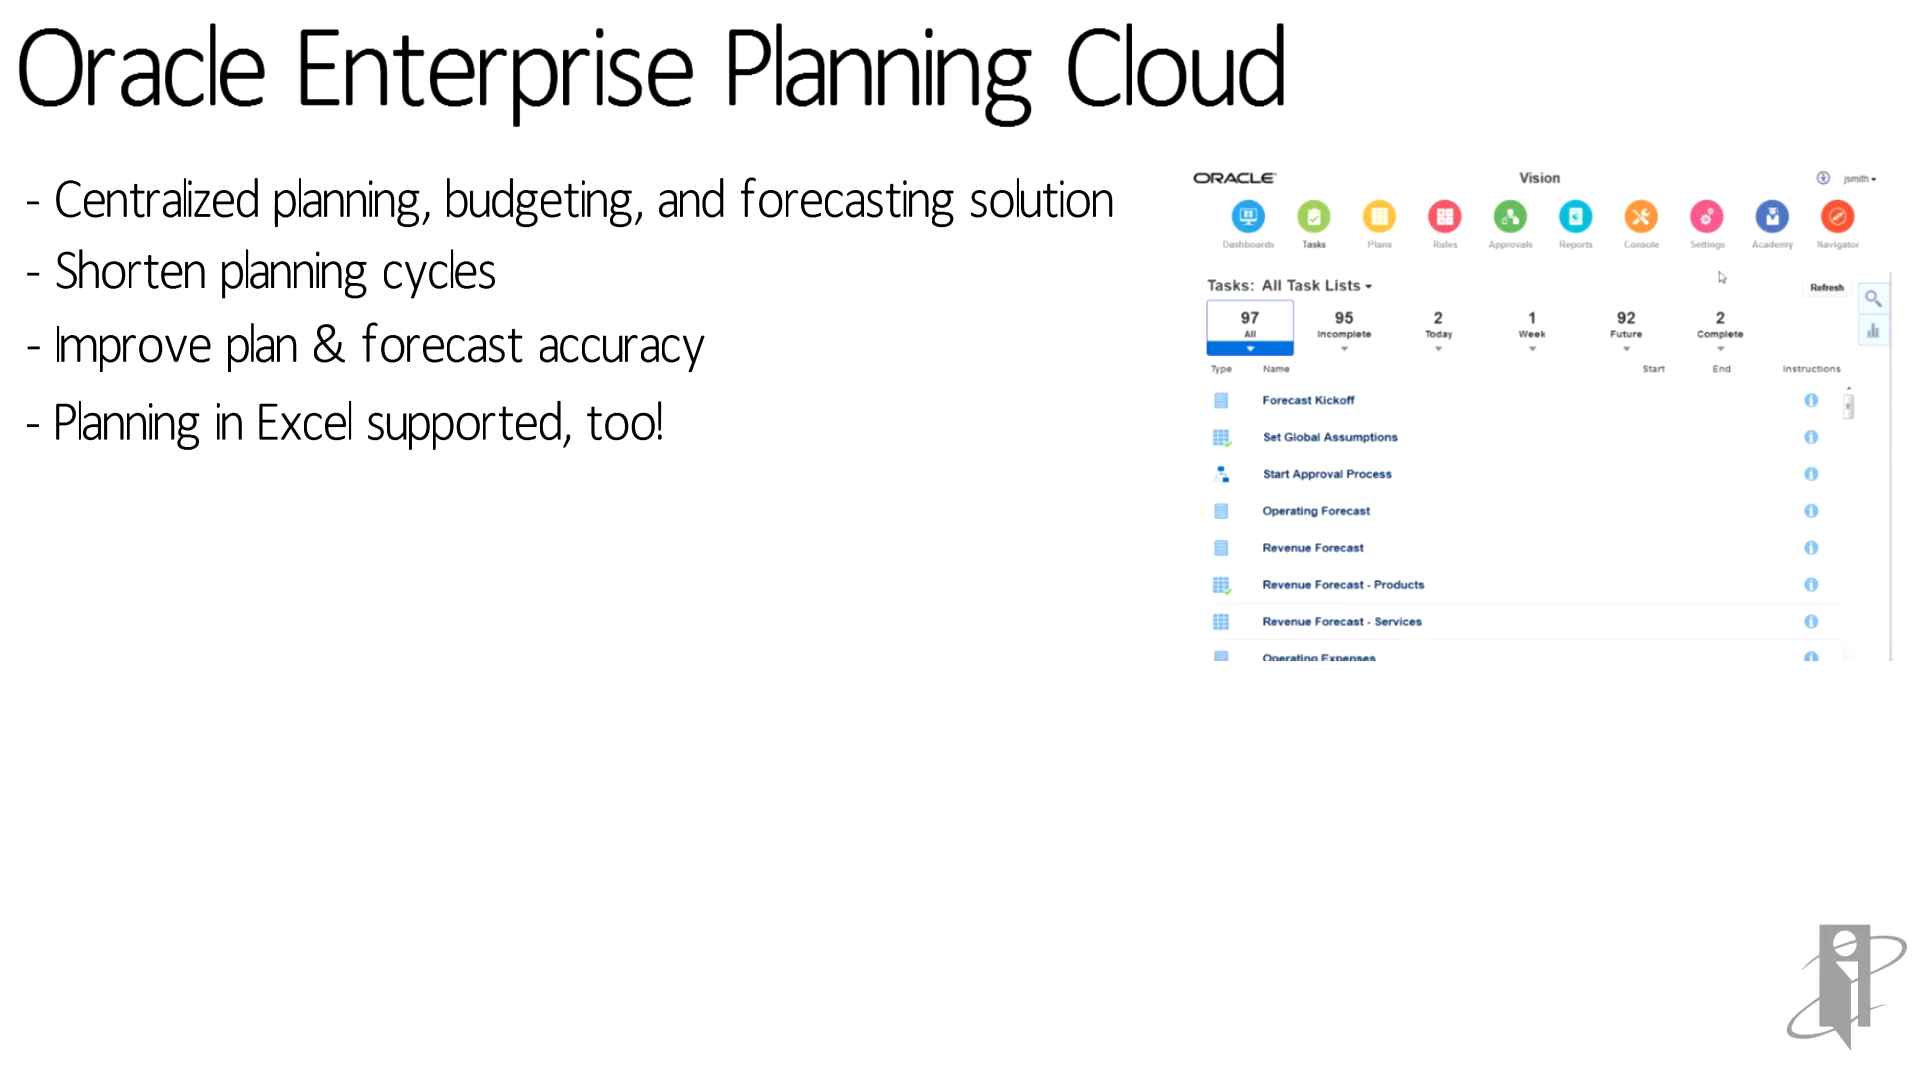 Oracle Enterprise Planning Cloud
- Centralized planning, budgeting, and forecasting solution
- Shorten planning cycles
- Improve plan & forecast accuracy
- Planning in Excel supported, too!
ORACLE Vision jsmith
Dashboards Tasks Plans Rules Approvals Reports Console Settings Academy Navigator
Tasks: All Task Lists Refresh
97 95 2 1 92 2
All Incomplete Today Week Future Complete
Type Name Start End Instructions
Forecast Kickoff
Set Global Assumptions
Start Approval Process
Operating Forecast
Revenue Forecast
Revenue Forecast - Products
Revenue Forecast - Services
Operating Expenses